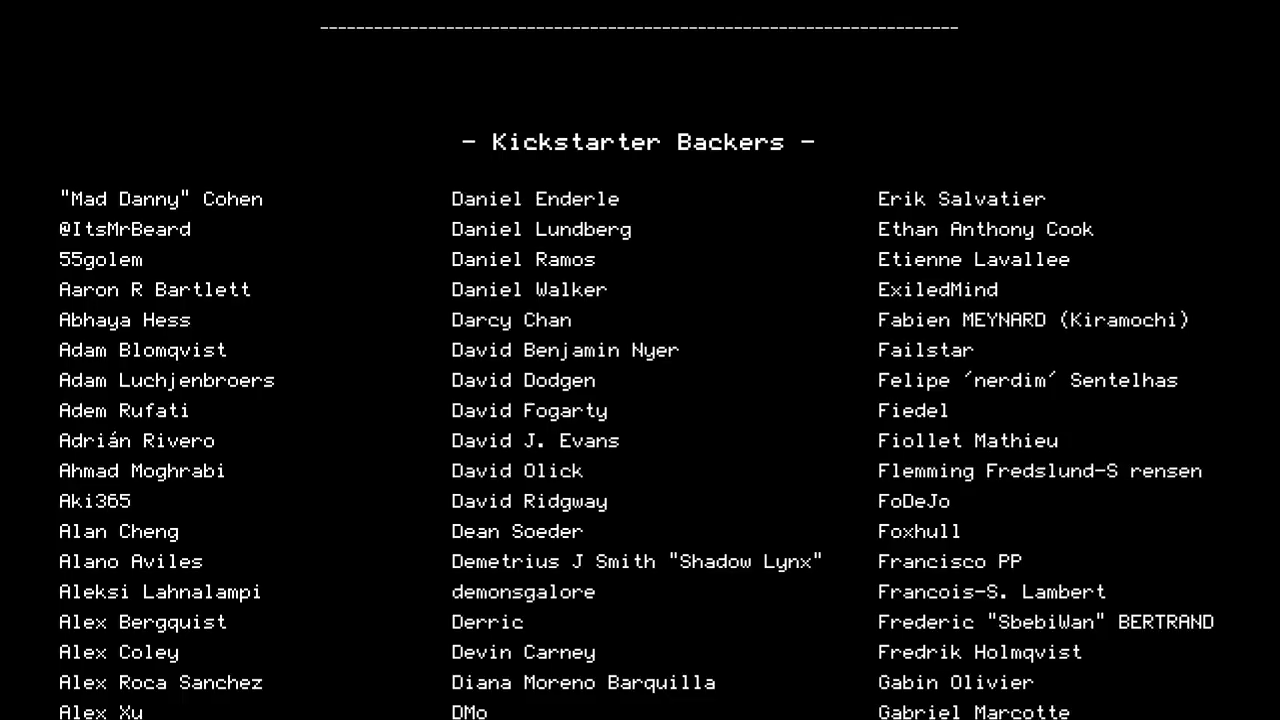 - Kickstarter Backers -
"Mad Danny" Cohen
@ItsMrBeard
55golem
Aaron R Bartlett
Abhaya Hess
Adam Blomqvist
Adam Luchjenbroers
Adem Rufati
Adrián Rivero
Ahmad Moghrabi
Aki365
Alan Cheng
Alano Aviles
Aleksi Lahnalampi
Alex Bergquist
Alex Coley
Alex Roca Sanchez
Alex Xu
Daniel Enderle
Daniel Lundberg
Daniel Ramos
Daniel Walker
Darcy Chan
David Benjamin Nyer
David Dodgen
David Fogarty
David J. Evans
David Olick
David Ridgway
Dean Soeder
Demetrius J Smith "Shadow Lynx"
demonsgalore
Derric
Devin Carney
Diana Moreno Barquilla
DMo
Erik Salvatier
Ethan Anthony Cook
Etienne Lavallee
ExiledMind
Fabien MEYNARD (Kiramochi)
Failstar
Felipe ´nerdim´ Sentelhas
Fiedel
Fiollet Mathieu
Flemming Fredslund-S rensen
FoDeJo
Foxhull
Francisco PP
Francois-S. Lambert
Frederic "SbebiWan" BERTRAND
Fredrik Holmqvist
Gabin Olivier
Gabriel Marcotte